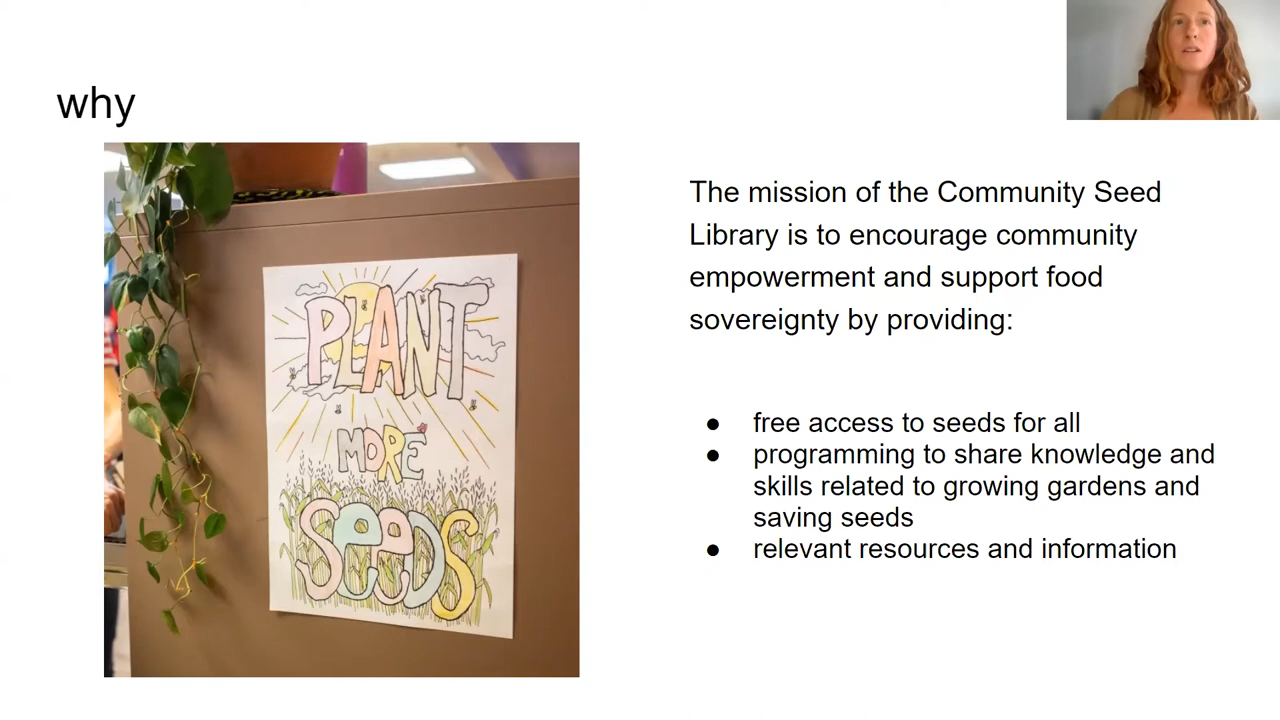 why
PLANT
MORE
SEEDS
The mission of the Community Seed
Library is to encourage community
empowerment and support food
sovereignty by providing:
● free access to seeds for all
● programming to share knowledge and
skills related to growing gardens and
saving seeds
● relevant resources and information